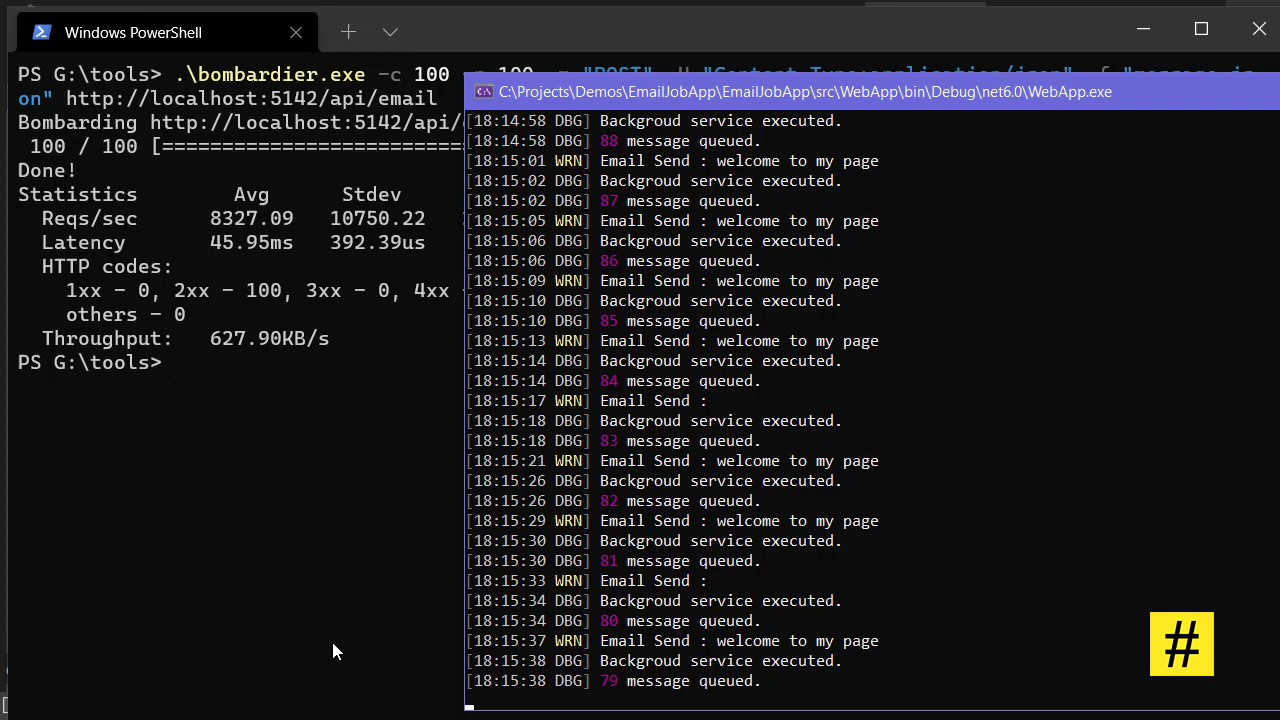 Windows PowerShell
PS G:\tools> .\bombardier.exe -c 100
on" http://localhost:5142/api/email
Bombarding http://localhost:5142/api/
100 / 100 [==========================
Done!
Statistics Avg Stdev
Reqs/sec 8327.09 10750.22
Latency 45.95ms 392.39us
HTTP codes:
1xx - 0, 2xx - 100, 3xx - 0, 4xx
others - 0
Throughput: 627.90KB/s
PS G:\tools>
C:\Projects\Demos\EmailJobApp\EmailJobApp\src\WebApp\bin\Debug\net6.0\WebApp.exe
[18:14:58 DBG] Backgroud service executed.
[18:14:58 DBG] 88 message queued.
[18:15:01 WRN] Email Send : welcome to my page
[18:15:02 DBG] Backgroud service executed.
[18:15:02 DBG] 87 message queued.
[18:15:05 WRN] Email Send : welcome to my page
[18:15:06 DBG] Backgroud service executed.
[18:15:06 DBG] 86 message queued.
[18:15:09 WRN] Email Send : welcome to my page
[18:15:10 DBG] Backgroud service executed.
[18:15:10 DBG] 85 message queued.
[18:15:13 WRN] Email Send : welcome to my page
[18:15:14 DBG] Backgroud service executed.
[18:15:14 DBG] 84 message queued.
[18:15:17 WRN] Email Send :
[18:15:18 DBG] Backgroud service executed.
[18:15:18 DBG] 83 message queued.
[18:15:21 WRN] Email Send : welcome to my page
[18:15:26 DBG] Backgroud service executed.
[18:15:26 DBG] 82 message queued.
[18:15:29 WRN] Email Send : welcome to my page
[18:15:30 DBG] Backgroud service executed.
[18:15:30 DBG] 81 message queued.
[18:15:33 WRN] Email Send :
[18:15:34 DBG] Backgroud service executed.
[18:15:34 DBG] 80 message queued.
[18:15:37 WRN] Email Send : welcome to my page
[18:15:38 DBG] Backgroud service executed.
[18:15:38 DBG] 79 message queued.
#